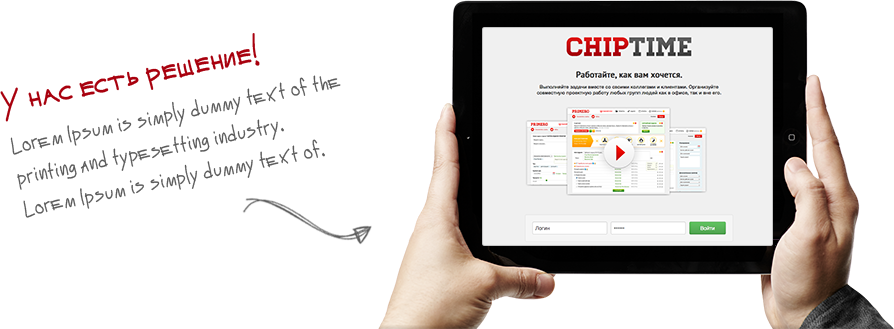 У нас есть решение!
Lorem Ipsum is simply dummy text of the
printing and typesetting industry.
Lorem Ipsum is simply dummy text of.
CHIPTIME
Работайте, как вам хочется.
Выполняйте задачи вместе со своими коллегами и клиентами. Организуйте
совместную проектную работу любых групп людей как в офисе, так и вне его.
PRIMERO
Логин
Войти